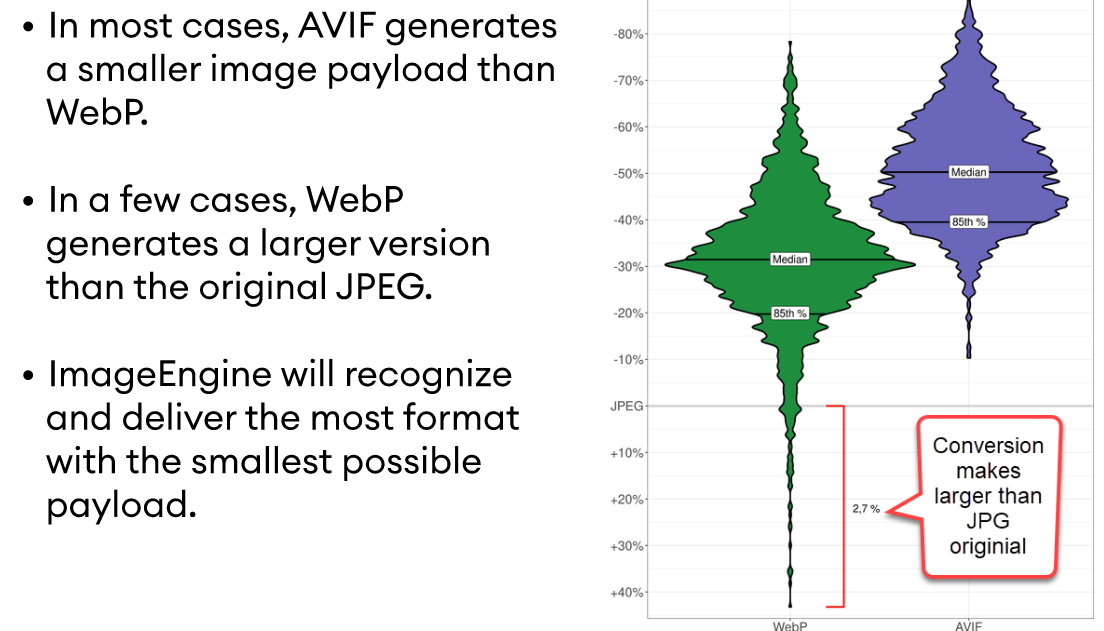 • In most cases, AVIF generates
a smaller image payload than
WebP.
• In a few cases, WebP
generates a larger version
than the original JPEG.
• ImageEngine will recognize
and deliver the most format
with the smallest possible
payload.
-80%
-70%
-60%
-50%
-40%
-30%
-20%
-10%
JPEG
+10%
+20%
+30%
+40%
Median
85th %
Median
85th %
2,7 %
Conversion
makes
larger than
JPG
originial
WebP
AVIF